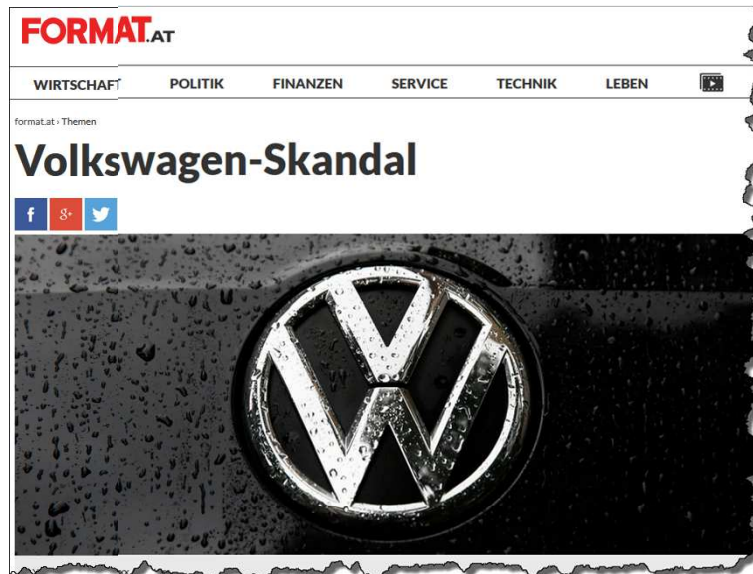 FORMAT.AT
WIRTSCHAFT POLITIK FINANZEN SERVICE TECHNIK LEBEN
format.at › Themen
Volkswagen-Skandal
f g+